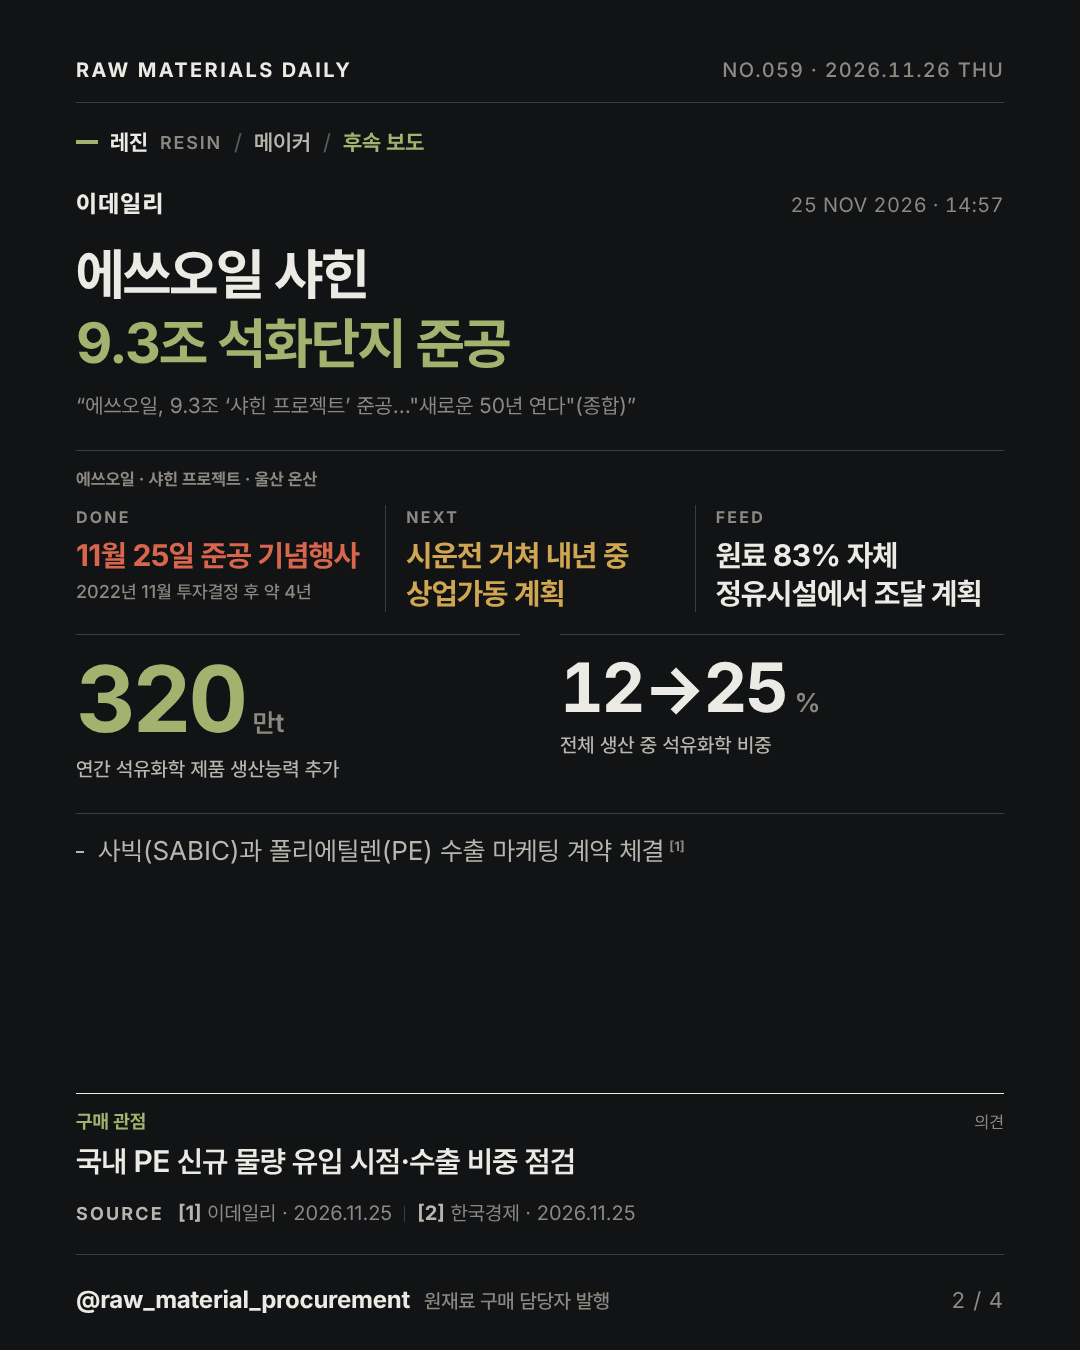 RAW MATERIALS DAILY
NO.059 · 2026.11.26 THU
레진 RESIN / 메이커 / 후속 보도
이데일리
25 NOV 2026 · 14:57
에쓰오일 샤힌
9.3조 석화단지 준공
“에쓰오일, 9.3조 ‘샤힌 프로젝트’ 준공…"새로운 50년 연다"(종합)”
에쓰오일 · 샤힌 프로젝트 · 울산 온산
DONE
11월 25일 준공 기념행사
2022년 11월 투자결정 후 약 4년
NEXT
시운전 거쳐 내년 중
상업가동 계획
FEED
원료 83% 자체
정유시설에서 조달 계획
320 만t
연간 석유화학 제품 생산능력 추가
12→25 %
전체 생산 중 석유화학 비중
- 사빅(SABIC)과 폴리에틸렌(PE) 수출 마케팅 계약 체결 [1]
구매 관점
의견
국내 PE 신규 물량 유입 시점·수출 비중 점검
SOURCE [1] 이데일리 · 2026.11.25 | [2] 한국경제 · 2026.11.25
@raw_material_procurement 원재료 구매 담당자 발행
2 / 4